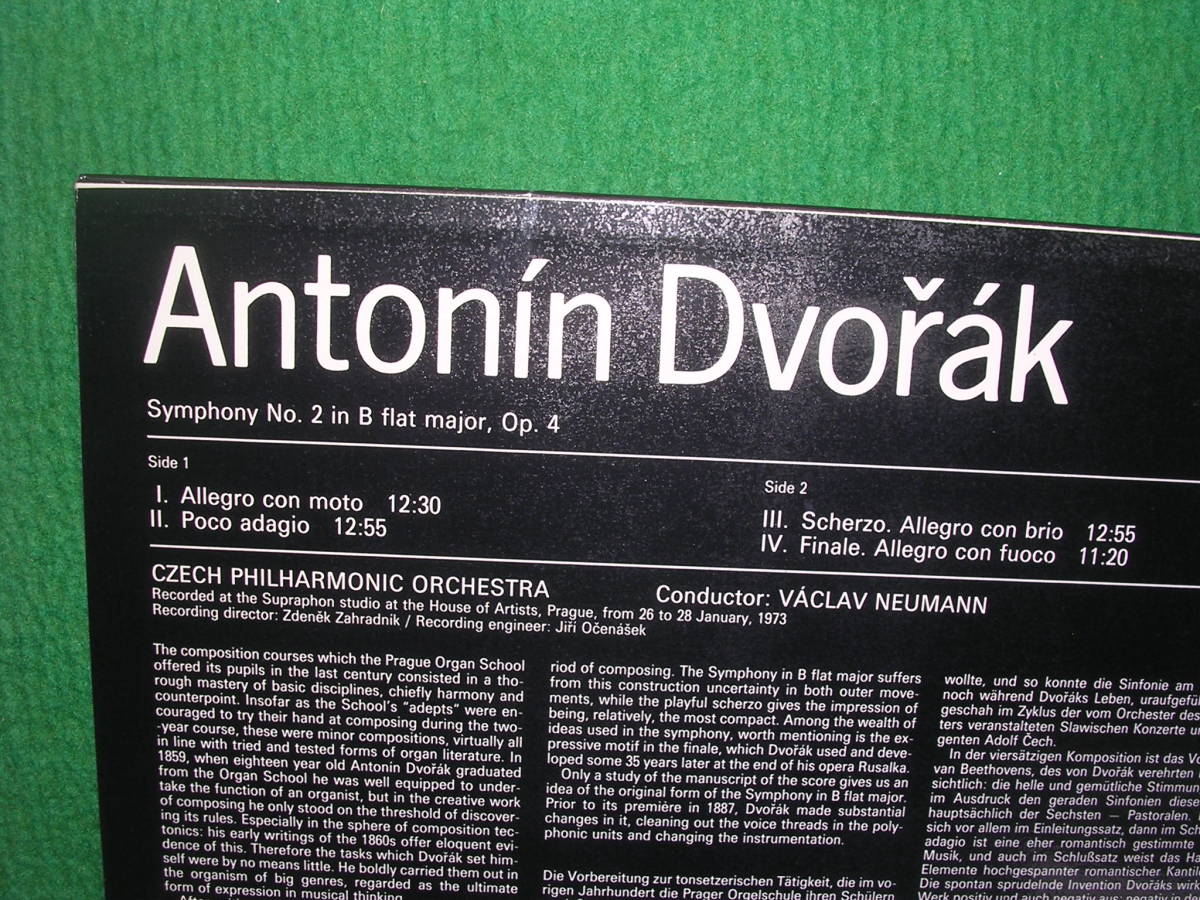 Antonín Dvořák
Symphony No. 2 in B flat major, Op. 4
Side 1
I. Allegro con moto 12:30
II. Poco adagio 12:55
Side 2
III. Scherzo. Allegro con brio 12:55
IV. Finale. Allegro con fuoco 11:20
CZECH PHILHARMONIC ORCHESTRA
Conductor: VÁCLAV NEUMANN
Recorded at the Supraphon studio at the House of Artists, Prague, from 26 to 28 January, 1973
Recording director: Zdeněk Zahradník / Recording engineer: Jiří Očenášek
The composition courses which the Prague Organ School
offered its pupils in the last century consisted in a tho-
rough mastery of basic disciplines, chiefly harmony and
counterpoint. Insofar as the School's "adepts" were en-
couraged to try their hand at composing during the two-
-year course, these were minor compositions, virtually all
in line with tried and tested forms of organ literature. In
1859, when eighteen year old Antonín Dvořák graduated
from the Organ School he was well equipped to under-
take the function of an organist, but in the creative work
of composing he only stood on the threshold of discover-
ing its rules. Especially in the sphere of composition tec-
tonics: his early writings of the 1860s offer eloquent evi-
dence of this. Therefore the tasks which Dvořák set him-
self were by no means little. He boldly carried them out in
the organism of big genres, regarded as the ultimate
form of expression in musical thinking.
riod of composing. The Symphony in B flat major suffers
from this construction uncertainty in both outer move-
ments, while the playful scherzo gives the impression of
being, relatively, the most compact. Among the wealth of
ideas used in the symphony, worth mentioning is the ex-
pressive motif in the finale, which Dvořák used and deve-
loped some 35 years later at the end of his opera Rusalka.
Only a study of the manuscript of the score gives us an
idea of the original form of the Symphony in B flat major.
Prior to its première in 1887, Dvořák made substantial
changes in it, cleaning out the voice threads in the poly-
phonic units and changing the instrumentation.
Die Vorbereitung zur tonsetzerischen Tätigkeit, die im vo-
rigen Jahrhundert die Prager Orgelschule ihren Schülern
wollte, und so konnte die Sinfonie am
noch während Dvořáks Leben, uraufgefüh
geschah im Zyklus der vom Orchester des
ters veranstalteten Slawischen Konzerte un
genten Adolf Čech.
In der viersätzigen Komposition ist das Vo
van Beethovens, des von Dvořák verehrten
sichtlich: die helle und gemütliche Stimmun
im Ausdruck den geraden Sinfonien diese
hauptsächlich der Sechsten — Pastoralen.
sich vor allem im Einleitungssatz, dann im Sch
adagio ist eine eher romantisch gestimmte
Musik, und auch im Schlußsatz weist das Ha
Elemente hochgespannter romantischer Kantil
Die spontan sprudelnde Invention Dvořáks wirk
Werk positiv und auch negativ aus: negativ in d